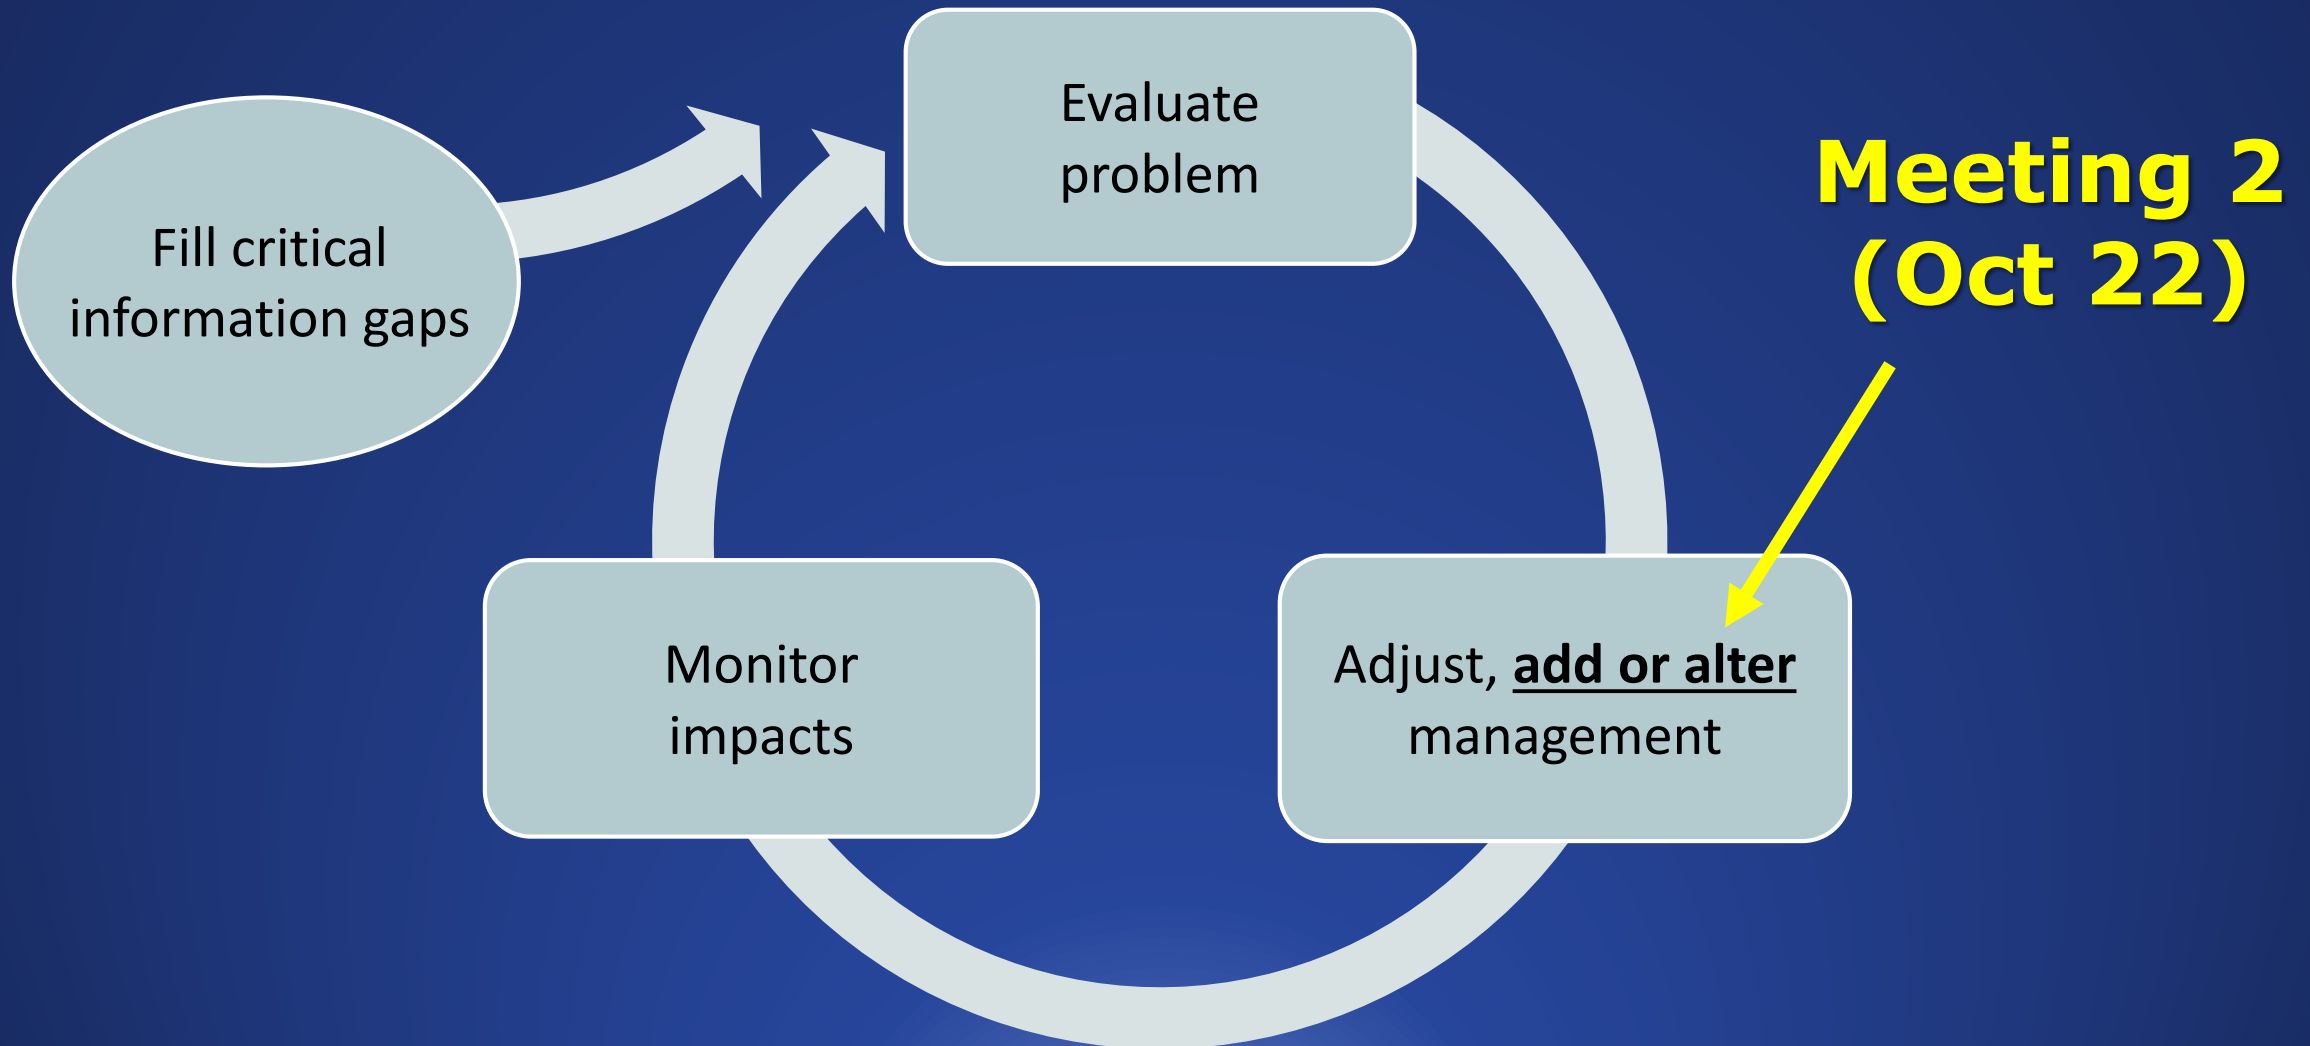 Evaluate
problem
Meeting 2
(Oct 22)
Fill critical
information gaps
Monitor
impacts
Adjust, add or alter
management